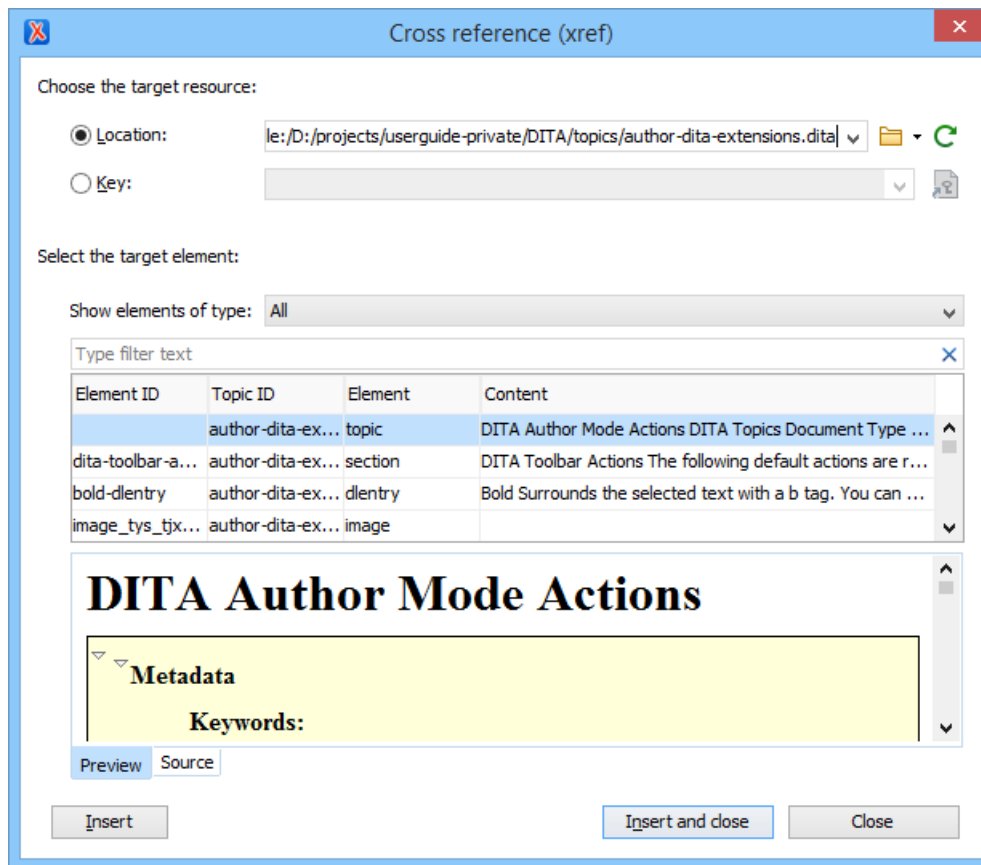 Cross reference (xref)
Choose the target resource:
Location: le:/D:/projects/userguide-private/DITA/topics/author-dita-extensions.dita
Key:
Select the target element:
Show elements of type: All
Type filter text
Element ID Topic ID Element Content
author-dita-ex... topic DITA Author Mode Actions DITA Topics Document Type ...
dita-toolbar-a... author-dita-ex... section DITA Toolbar Actions The following default actions are r...
bold-dlentry author-dita-ex... dlentry Bold Surrounds the selected text with a b tag. You can ...
image_tys_tjx... author-dita-ex... image
DITA Author Mode Actions
Metadata
Keywords:
Preview Source
Insert Insert and close Close